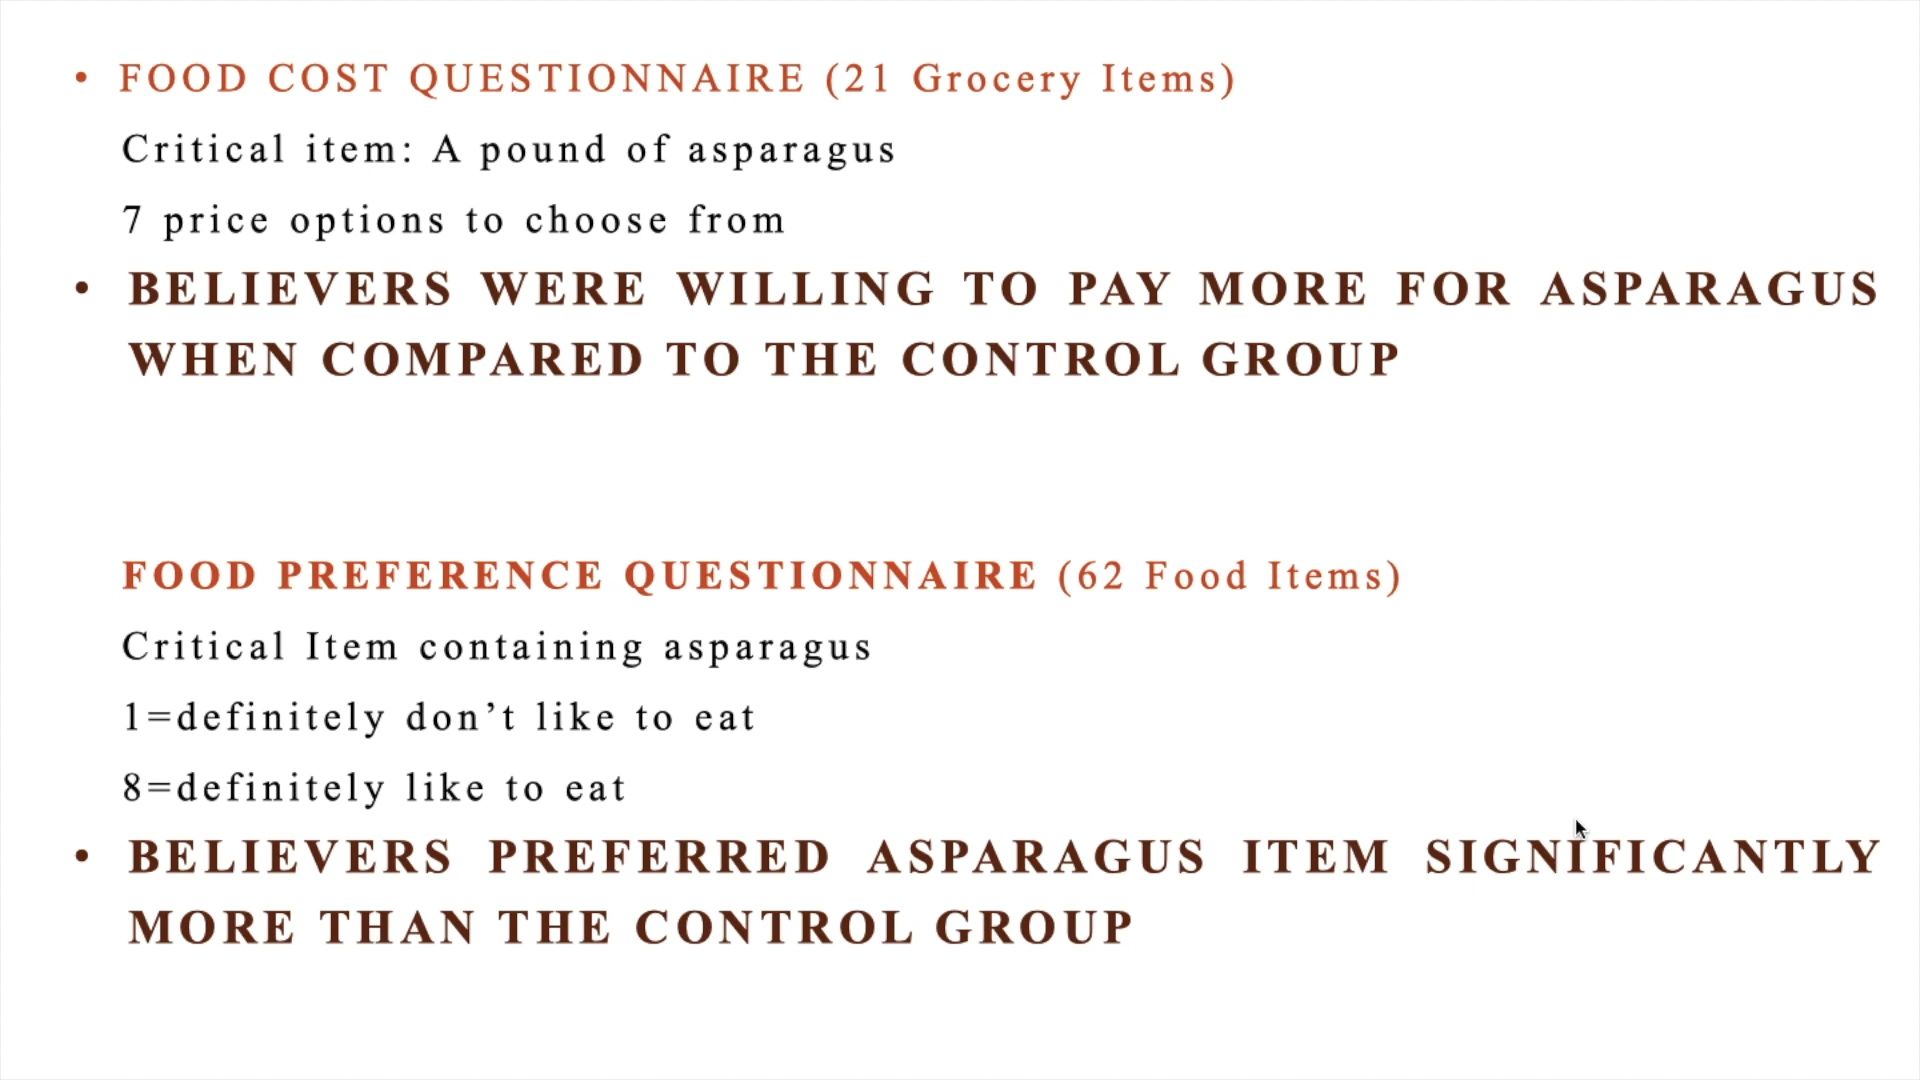 • FOOD COST QUESTIONNAIRE (21 Grocery Items)
Critical item: A pound of asparagus
7 price options to choose from
• BELIEVERS WERE WILLING TO PAY MORE FOR ASPARAGUS
WHEN COMPARED TO THE CONTROL GROUP
FOOD PREFERENCE QUESTIONNAIRE (62 Food Items)
Critical Item containing asparagus
1=definitely don’t like to eat
8=definitely like to eat
• BELIEVERS PREFERRED ASPARAGUS ITEM SIGNIFICANTLY
MORE THAN THE CONTROL GROUP